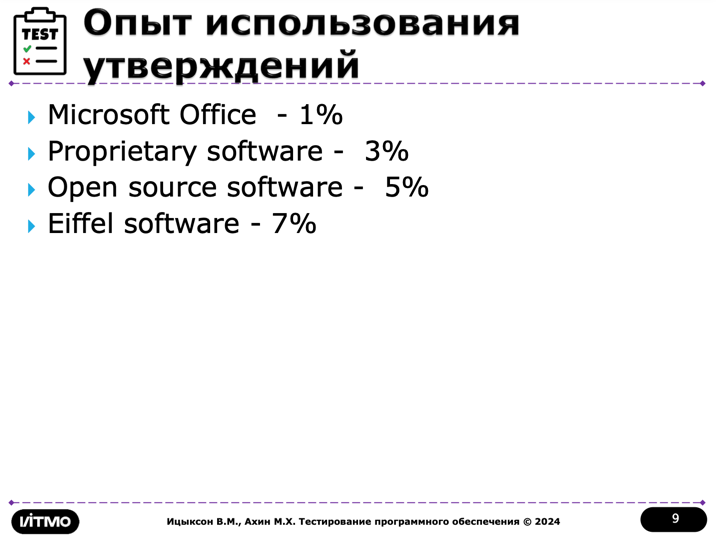 TEST
Опыт использования
утверждений
Microsoft Office - 1%
Proprietary software - 3%
Open source software - 5%
Eiffel software - 7%
ИТМО
Ицыксон В.М., Ахин М.Х. Тестирование программного обеспечения © 2024
9